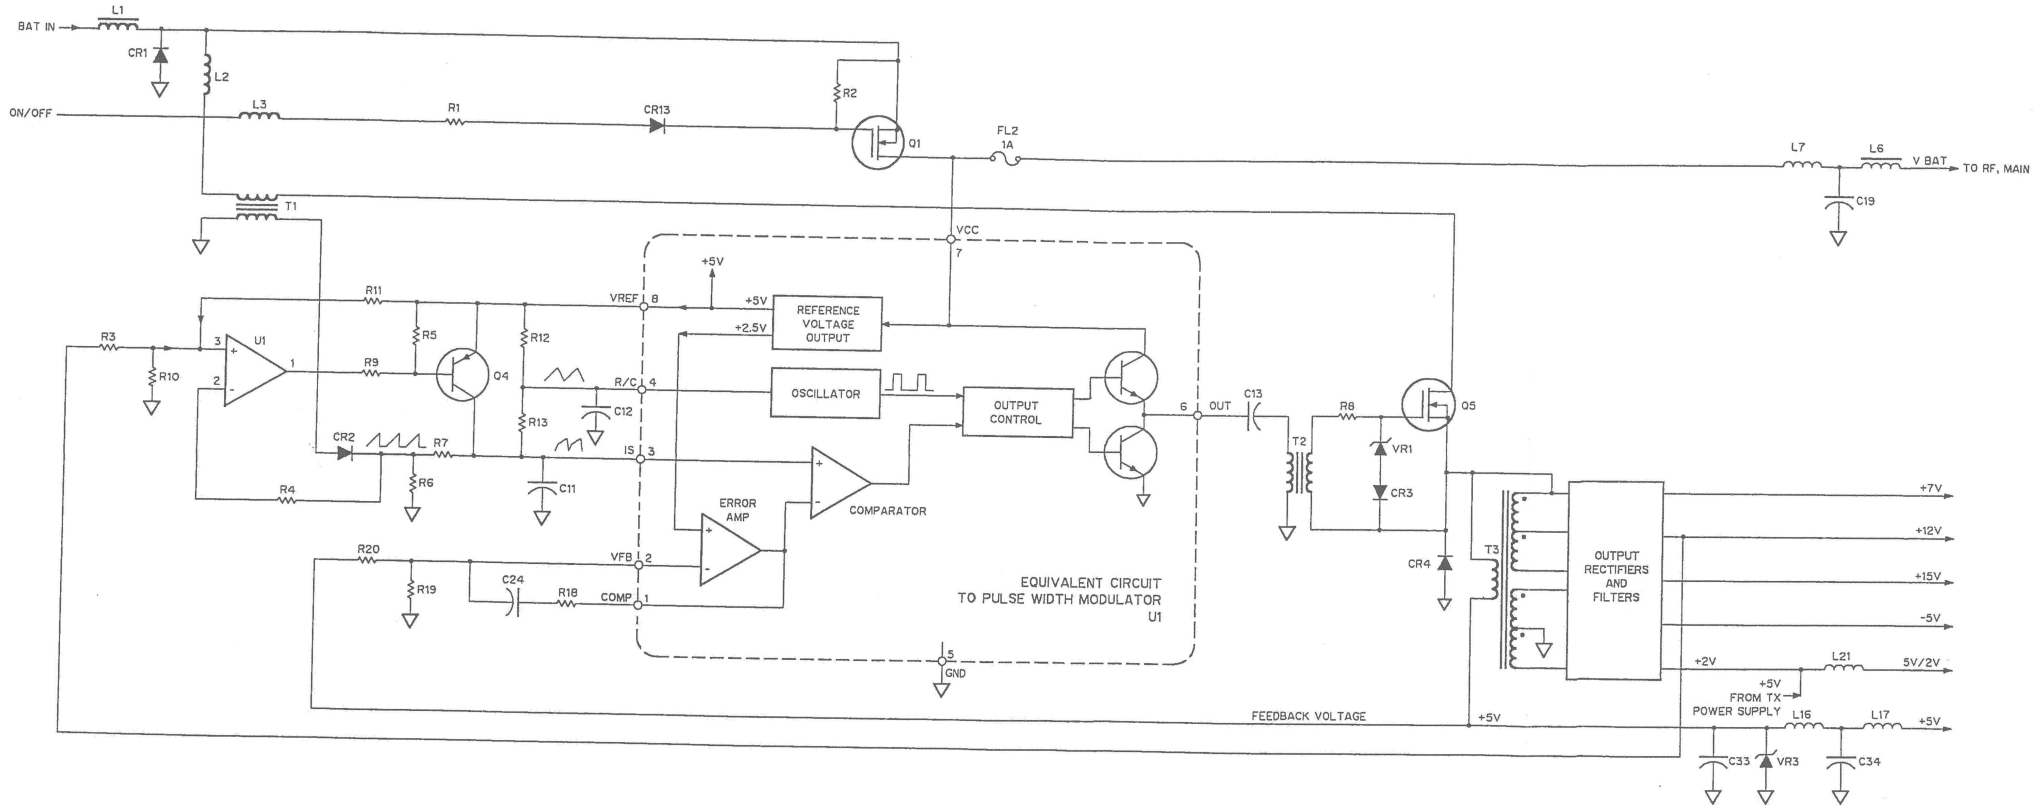 L1
BAT IN
CR1
L2
R2
ON/OFF
L3
R1
CR13
Q1
FL2
1A
L7
L6
V BAT
TO RF, MAIN
C19
T1
VCC
7
+5V
R11
VREF
8
+5V
REFERENCE
VOLTAGE
OUTPUT
+2.5V
R3
R5
R12
3
+
U1
1
2
-
R9
Q4
R10
R/C
4
OSCILLATOR
C12
OUTPUT
CONTROL
R13
6
OUT
C13
R8
Q5
T2
VR1
CR3
CR2
R7
IS
3
R4
R6
C11
+
-
COMPARATOR
ERROR
AMP
+
-
R20
VFB
2
R19
C24
R18
COMP
1
EQUIVALENT CIRCUIT
TO PULSE WIDTH MODULATOR
U1
5
GND
CR4
T3
OUTPUT
RECTIFIERS
AND
FILTERS
+7V
+12V
+15V
-5V
+2V
L21
5V/2V
+5V
FROM TX
POWER SUPPLY
FEEDBACK VOLTAGE
+5V
L16
L17
+5V
C33
VR3
C34